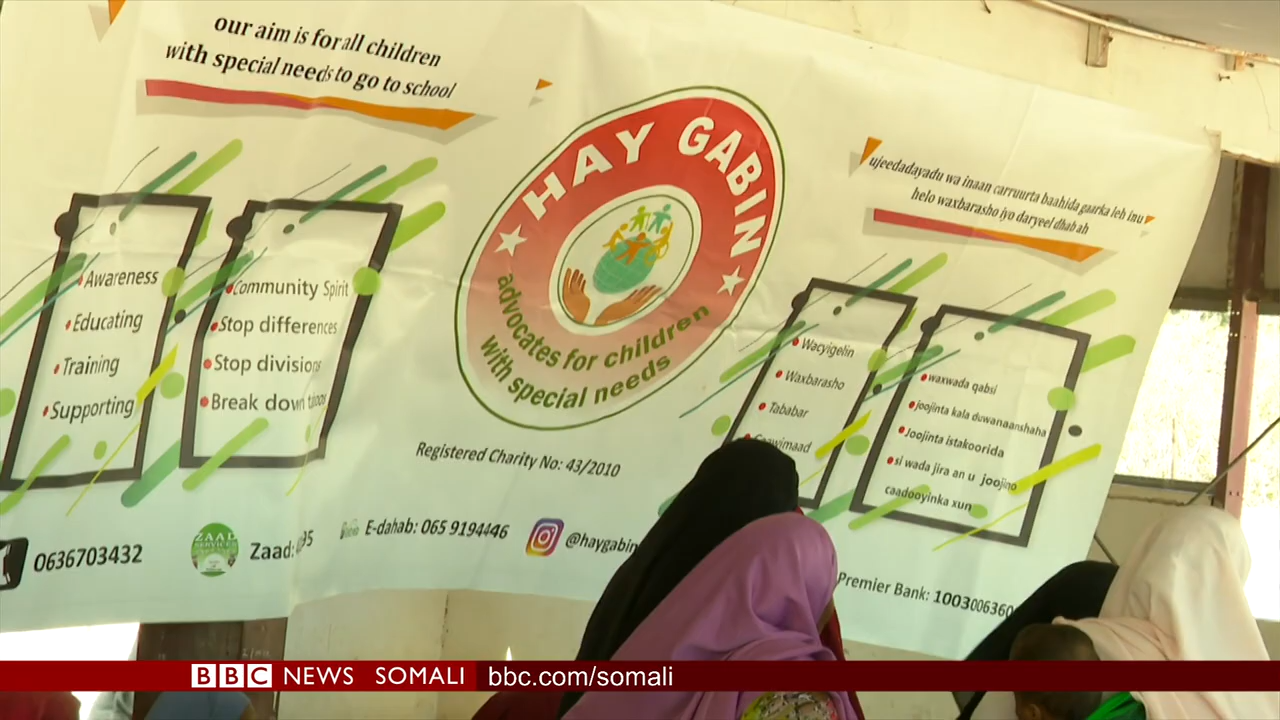 our aim is for all children
with special needs to go to school
Awareness
Educating
Training
Supporting
Community Spirit
Stop differences
Stop divisions
Break down
HAY GABIN
advocates for children
with special needs
Registered Charity No: 43/2010
ujeedadayadu wa inaan carruurta baahida gaarka leh inu
helo waxbarasho iyo daryeel dhab ah
Wacyigelin
Waxbarasho
Tababar
waxwada qabsi
joojinta kala duwanaanshaha
Joojinta istakoorida
si wada jira an u joojino
caadooyinka xun
0636703432
ZAAD
SERVICES
Zaad:
E-dahab: 065 9194446
@haygabin
Premier Bank: 1003006360
BBC NEWS SOMALI bbc.com/somali